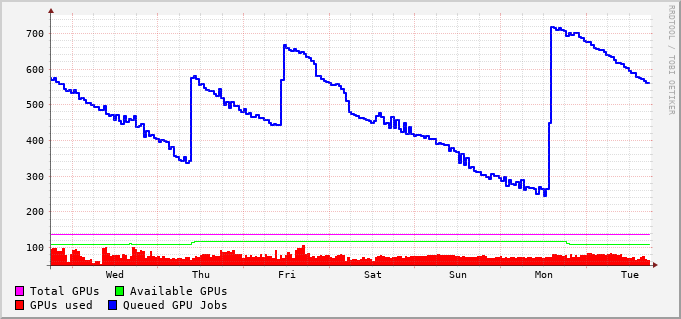 RRDTOOL / TOBI OETIKER
700
600
500
400
300
200
100
Wed Thu Fri Sat Sun Mon Tue
Total GPUs Available GPUs
GPUs used Queued GPU Jobs